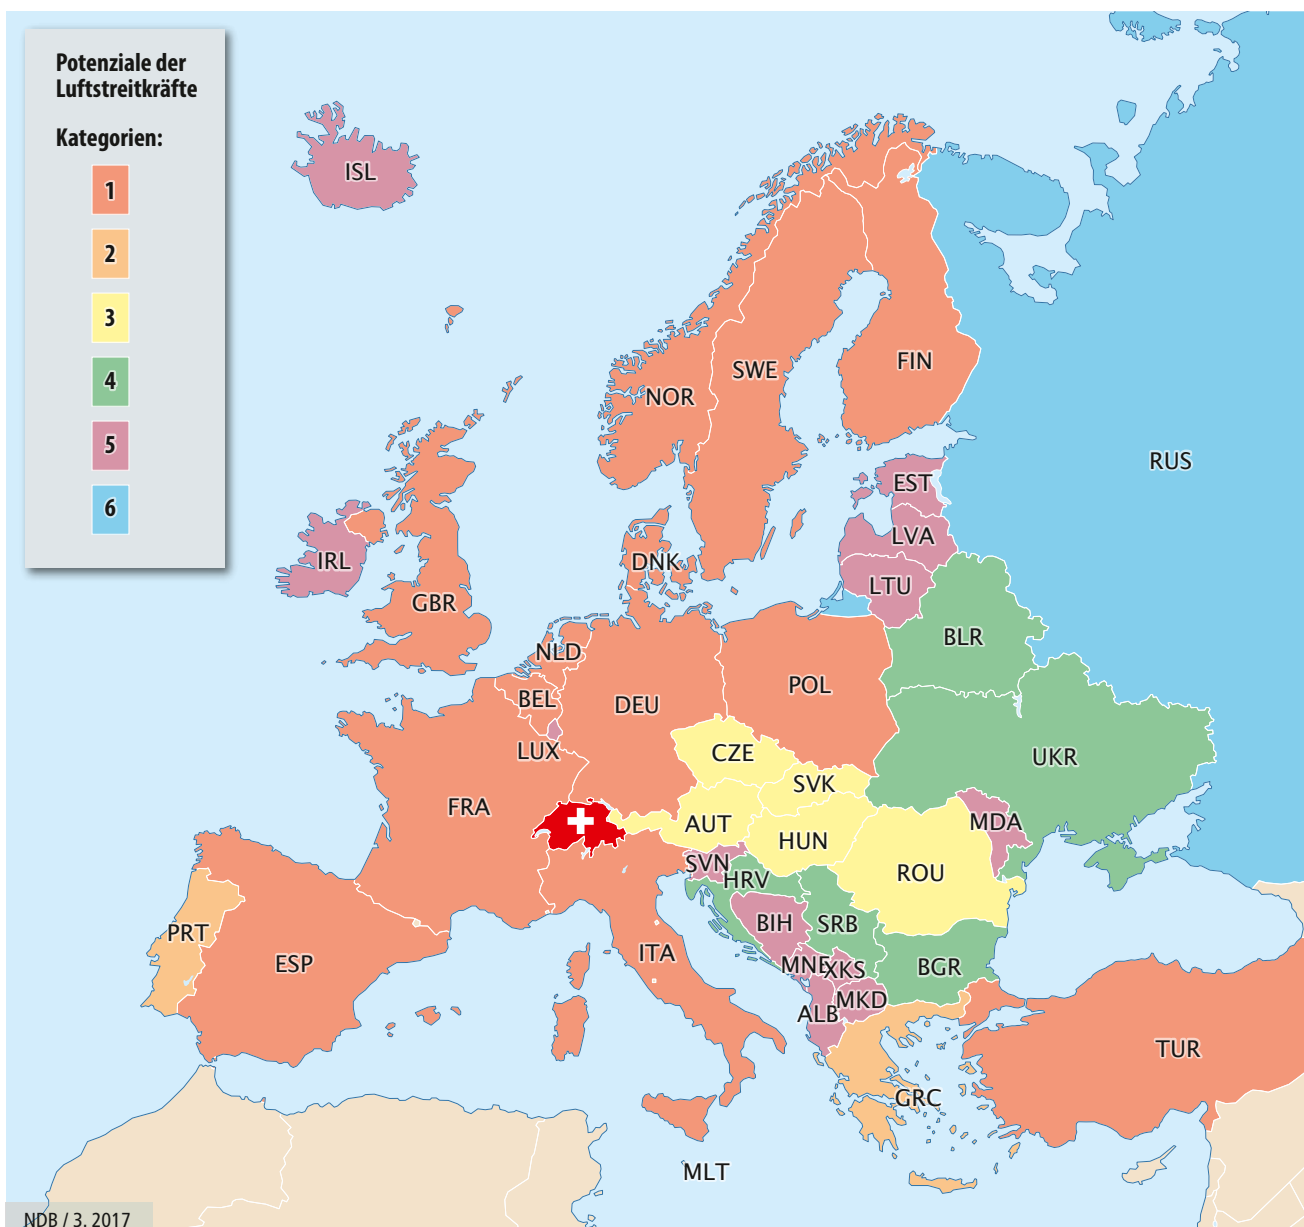 Potenziale der
Luftstreitkräfte
Kategorien:
1
2
3
4
5
6
ISL
NOR
SWE
FIN
RUS
EST
LVA
LTU
IRL
GBR
DNK
NLD
BEL
LUX
DEU
POL
BLR
UKR
CZE
SVK
FRA
AUT
HUN
MDA
ROU
SVN
HRV
BIH
SRB
PRT
ESP
ITA
MNE
XKS
BGR
ALB
MKD
TUR
GRC
MLT
NDB / 3. 2017